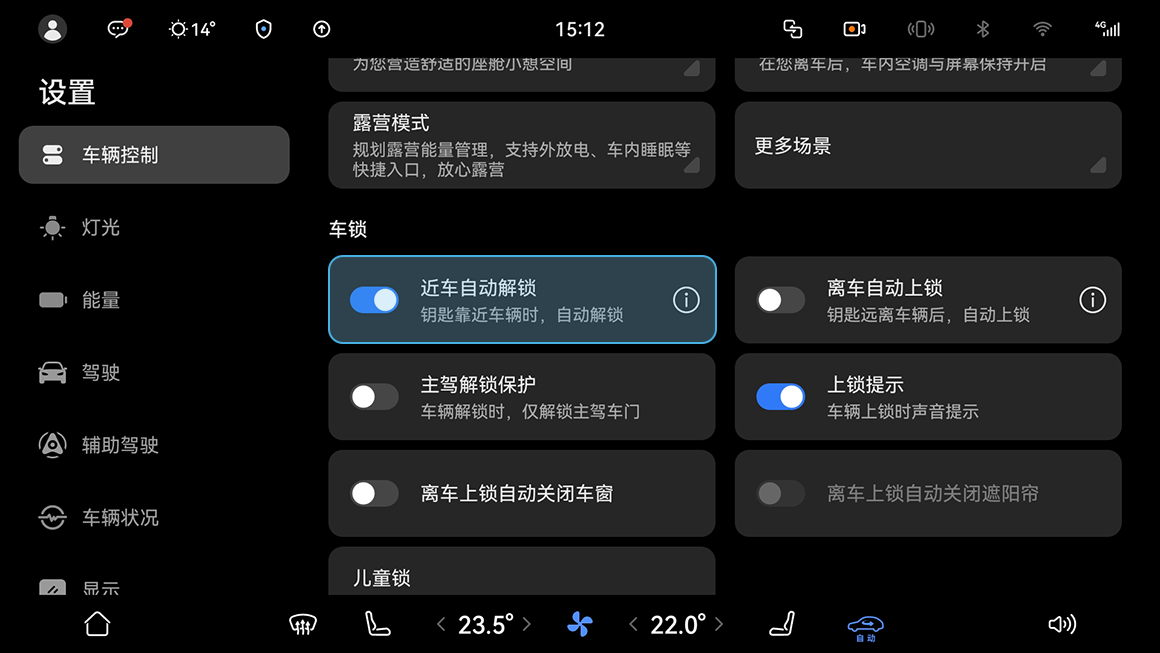 14°
15:12
4G
设置
为您营造舒适的座舱小憩空间
在您离车后，车内空调与屏幕保持开启
车辆控制
露营模式
规划露营能量管理，支持外放电、车内睡眠等
快捷入口，放心露营
更多场景
灯光
车锁
能量
近车自动解锁
钥匙靠近车辆时，自动解锁
离车自动上锁
钥匙远离车辆后，自动上锁
驾驶
主驾解锁保护
车辆解锁时，仅解锁主驾车门
上锁提示
车辆上锁时声音提示
辅助驾驶
离车上锁自动关闭车窗
离车上锁自动关闭遮阳帘
车辆状况
显示
儿童锁
23.5°
22.0°
自动